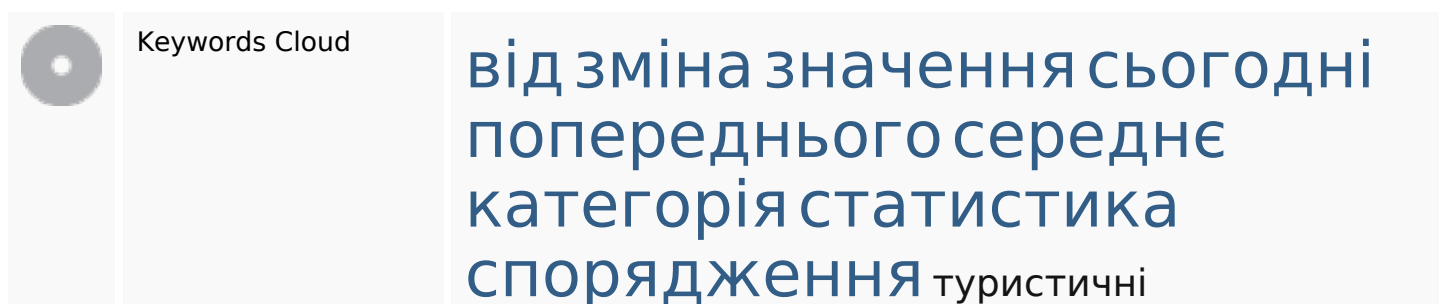 Keywords Cloud
від зміна значення сьогодні
попереднього середнє
категорія статистика
спорядження туристичні